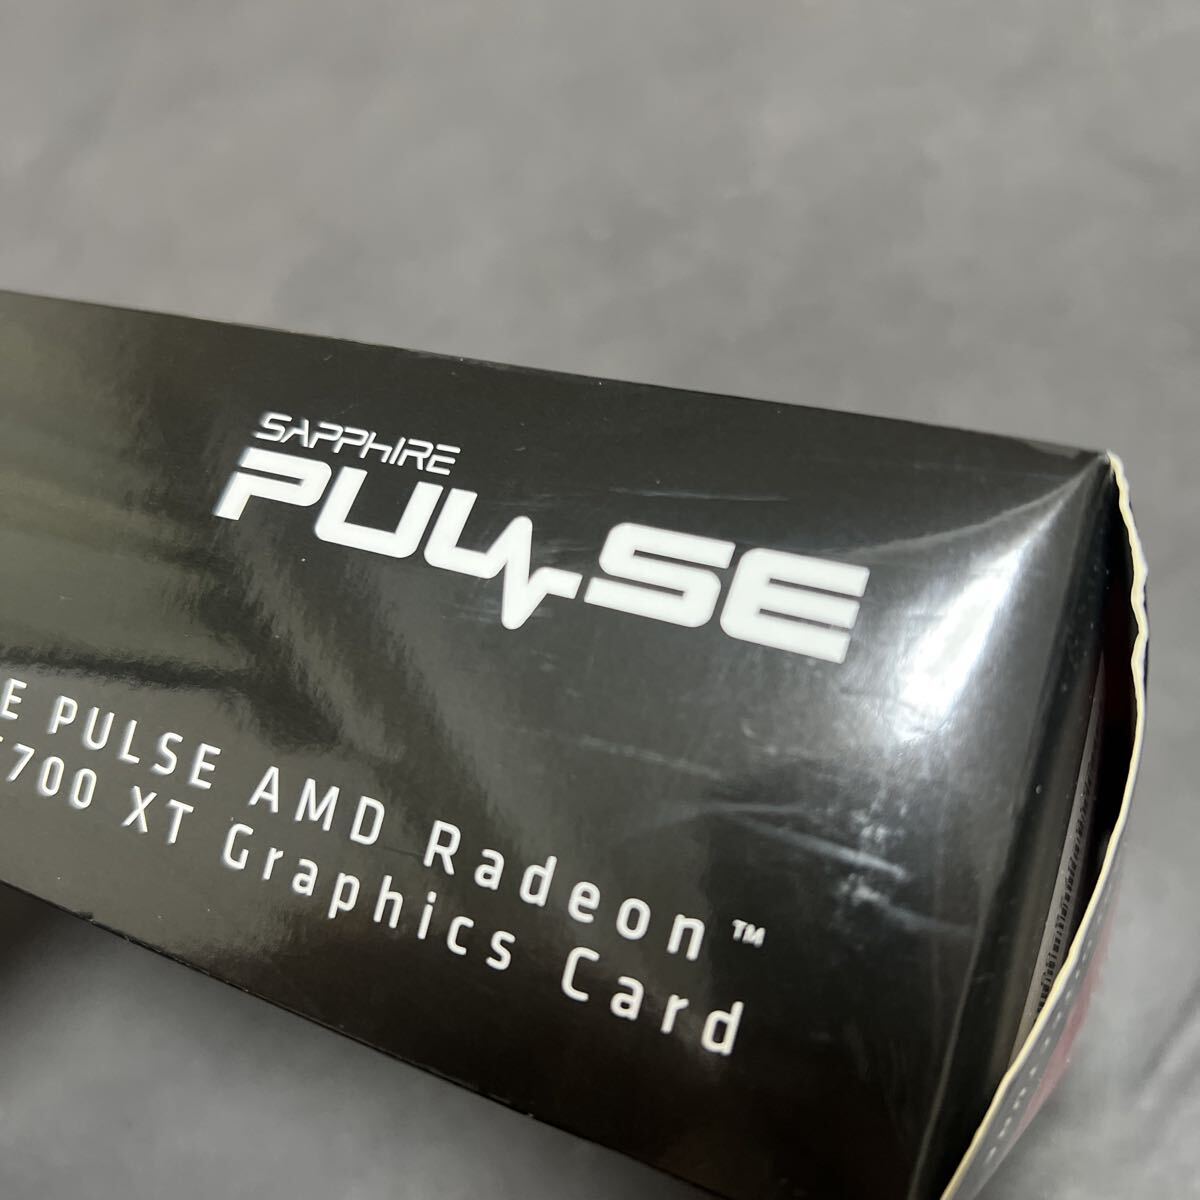 SAPPHIRE
PULSE
E PULSE AMD Radeon™
700 XT Graphics Card